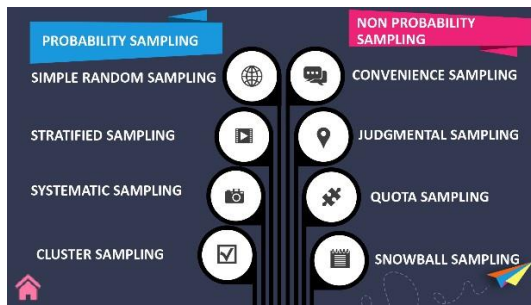 PROBABILITY SAMPLING
SIMPLE RANDOM SAMPLING
STRATIFIED SAMPLING
SYSTEMATIC SAMPLING
CLUSTER SAMPLING
NON PROBABILITY
SAMPLING
CONVENIENCE SAMPLING
JUDGMENTAL SAMPLING
QUOTA SAMPLING
SNOWBALL SAMPLING